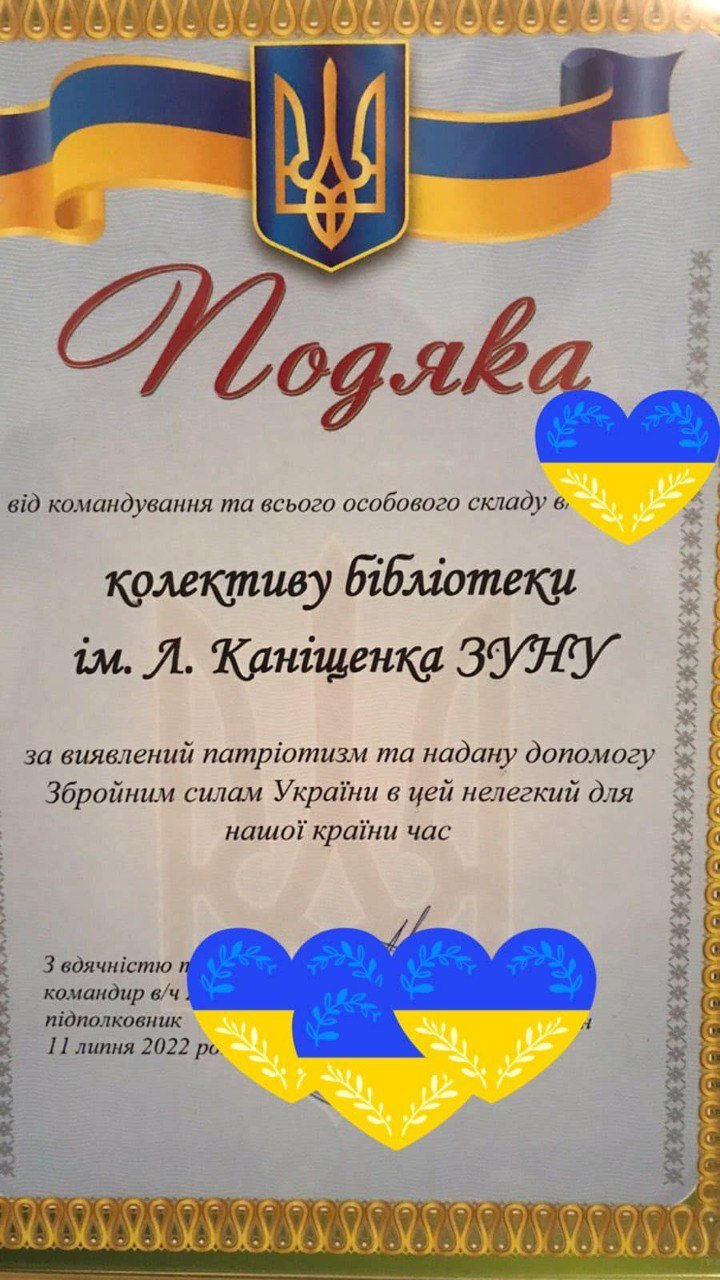 Подяка
від командування та всього особового складу
колективу бібліотеки
ім. Л. Каніщенка ЗУНУ
за виявлений патріотизм та надану допомогу
Збройним силам України в цей нелегкий для
нашої країни час
З вдячністю
командир в/ч
підполковник
11 липня 2022